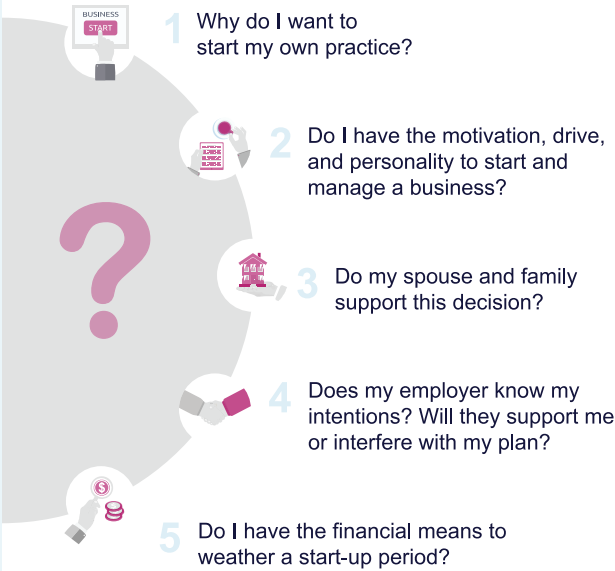 BUSINESS
START
1
Why do I want to
start my own practice?
2
Do I have the motivation, drive,
and personality to start and
manage a business?
3
Do my spouse and family
support this decision?
4
Does my employer know my
intentions? Will they support me
or interfere with my plan?
$
5
Do I have the financial means to
weather a start-up period?
?